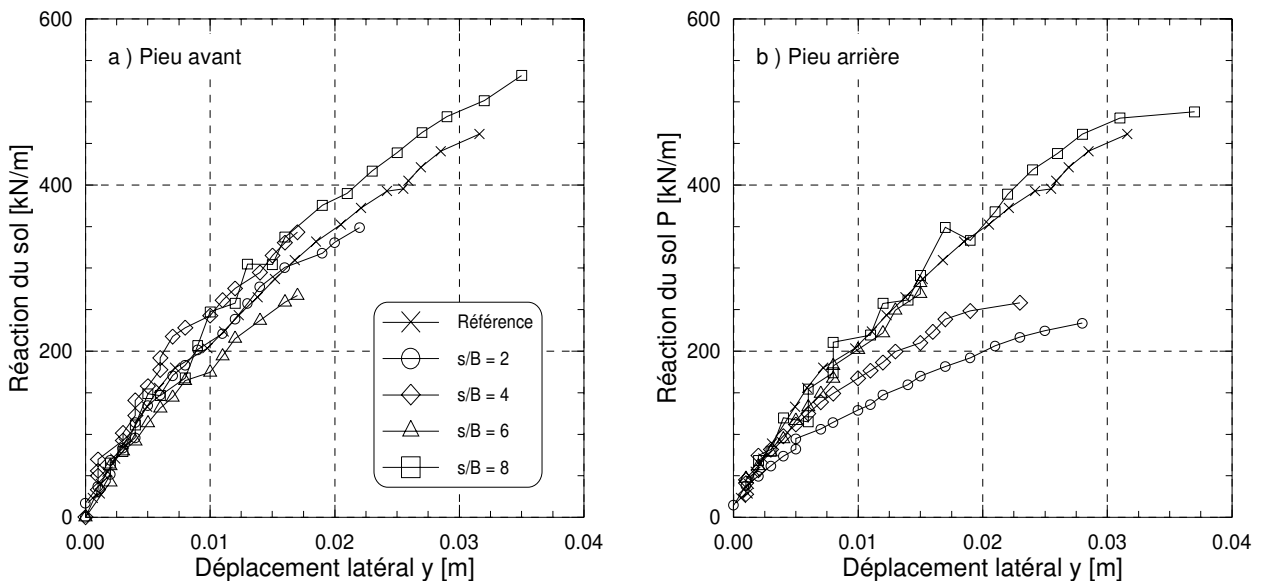 a ) Pieu avant
Réaction du sol [kN/m]
600
400
200
0
0.00 0.01 0.02 0.03 0.04
Déplacement latéral y [m]
Référence
s/B = 2
s/B = 4
s/B = 6
s/B = 8
b ) Pieu arrière
Réaction du sol P [kN/m]
600
400
200
0
0.00 0.01 0.02 0.03 0.04
Déplacement latéral y [m]